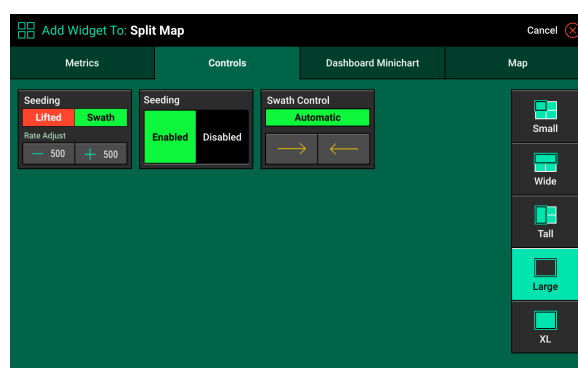 Add Widget To: Split Map
Cancel
Metrics
Controls
Dashboard Minichart
Map
Seeding
Lifted Swath
Rate Adjust
— 500 + 500
Seeding
Enabled Disabled
Swath Control
Automatic
Small
Wide
Tall
Large
XL